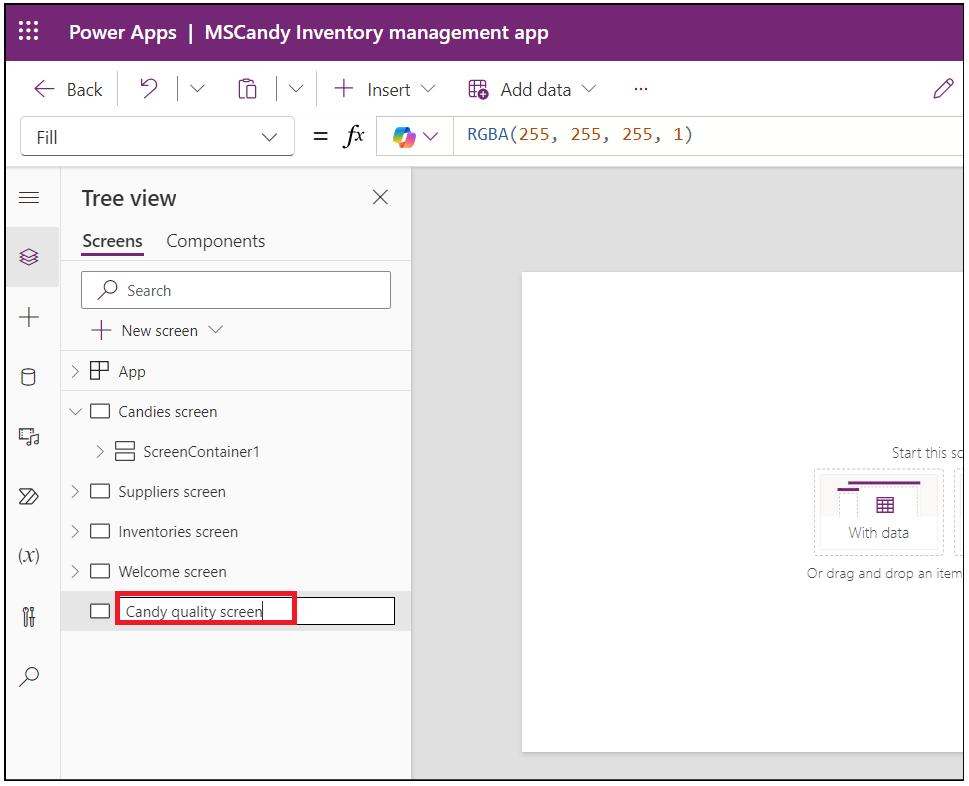 Power Apps | MSCandy Inventory management app
Back Insert Add data ...
Fill = fx RGBA(255, 255, 255, 1)
Tree view
Screens Components
Search
New screen
App
Candies screen
ScreenContainer1
Suppliers screen
Inventories screen
Welcome screen
Candy quality screen
(x)
Start this sc
With data
Or drag and drop an item